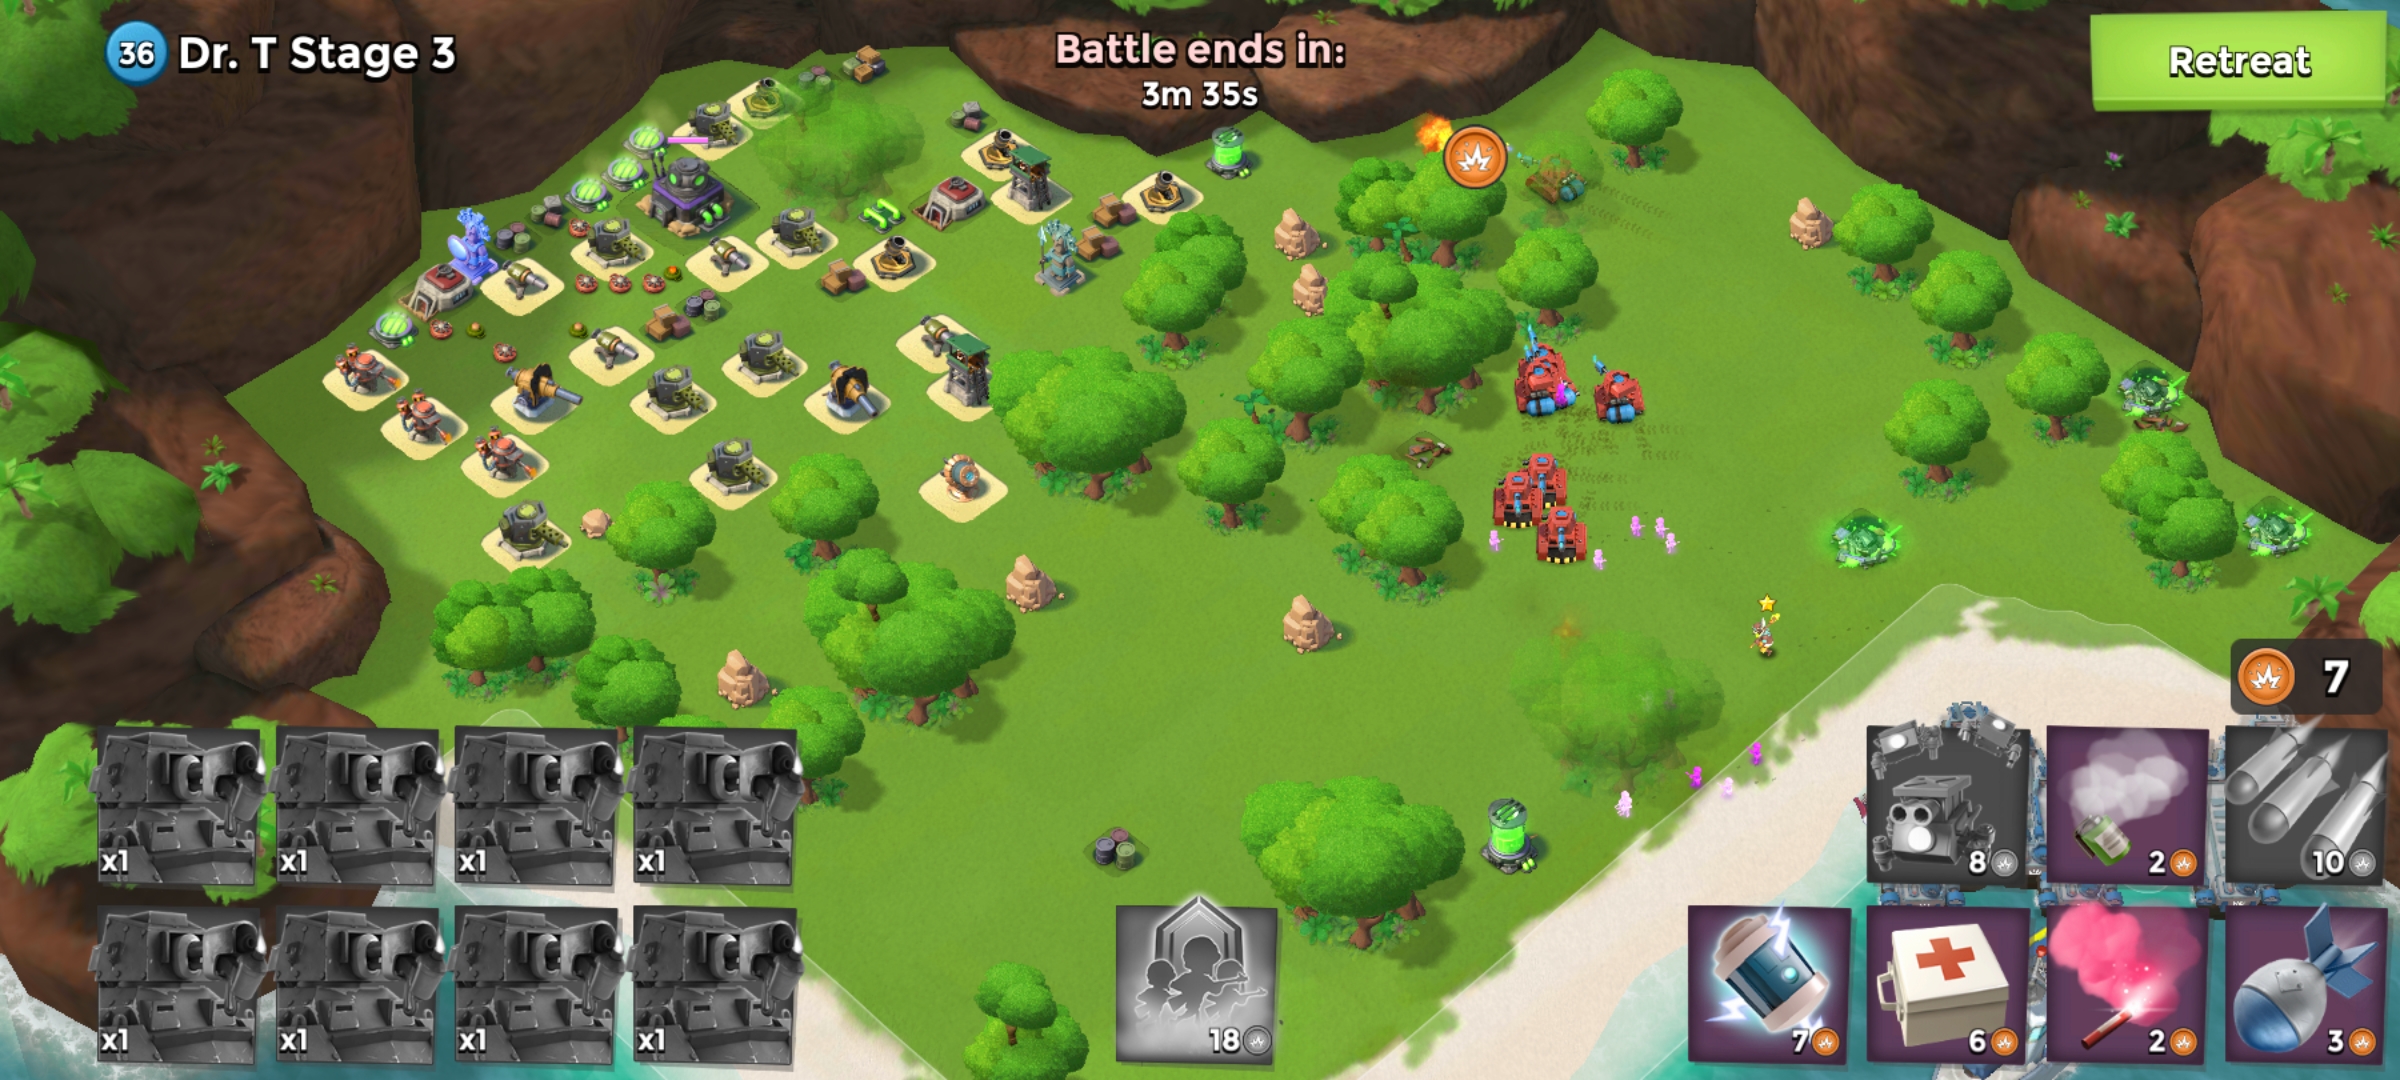 36 Dr. T Stage 3
Battle ends in:
3m 35s
Retreat
7
x1 x1 x1 x1
8 2 10
x1 x1 x1 x1
18
7 6 2 3